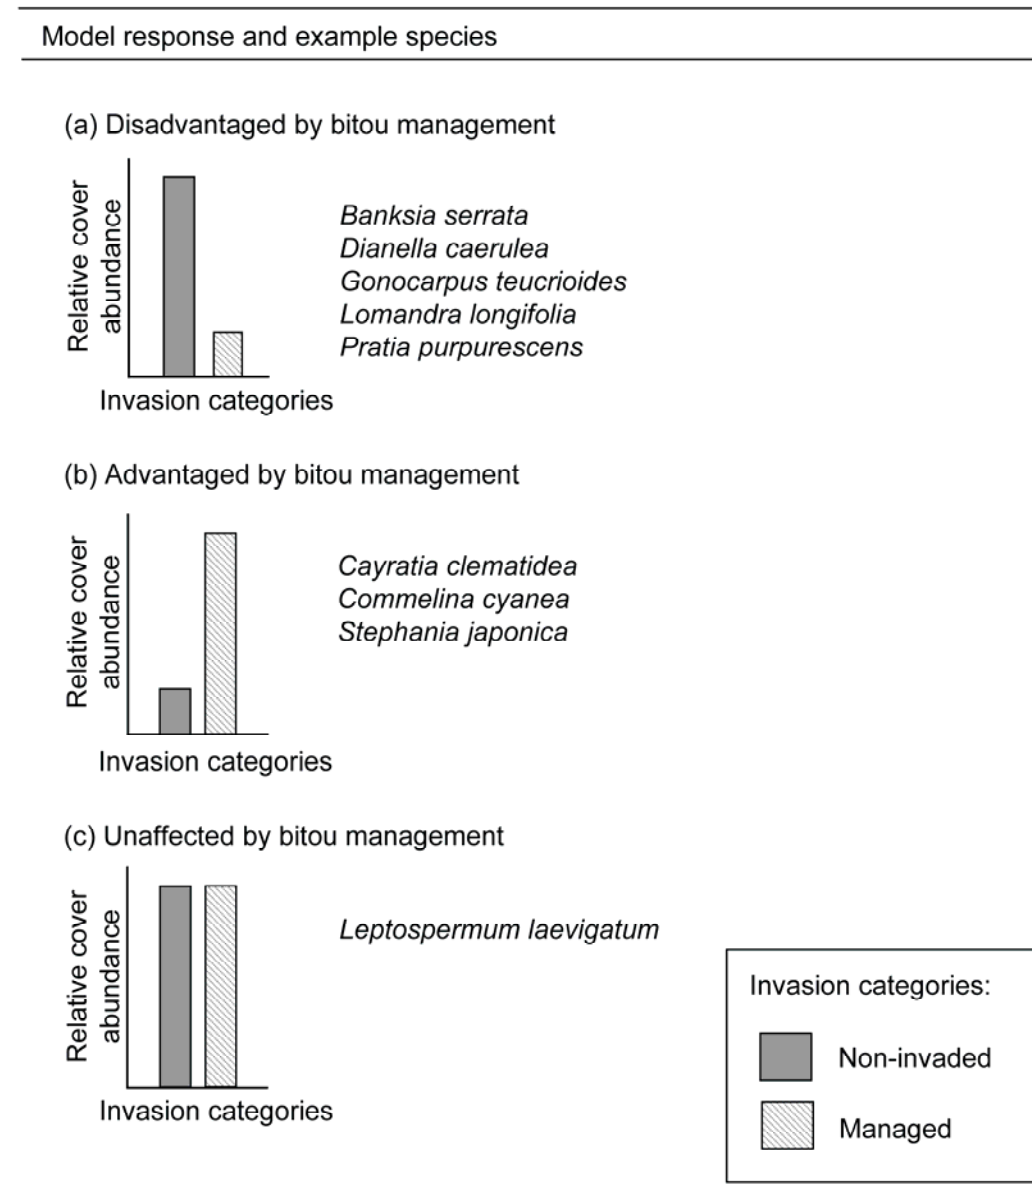 Model response and example species
(a) Disadvantaged by bitou management
Relative cover
abundance
Banksia serrata
Dianella caerulea
Gonocarpus teucrioides
Lomandra longifolia
Pratia purpurescens
Invasion categories
(b) Advantaged by bitou management
Relative cover
abundance
Cayratia clematidea
Commelina cyanea
Stephania japonica
Invasion categories
(c) Unaffected by bitou management
Relative cover
abundance
Leptospermum laevigatum
Invasion categories
Invasion categories:
Non-invaded
Managed